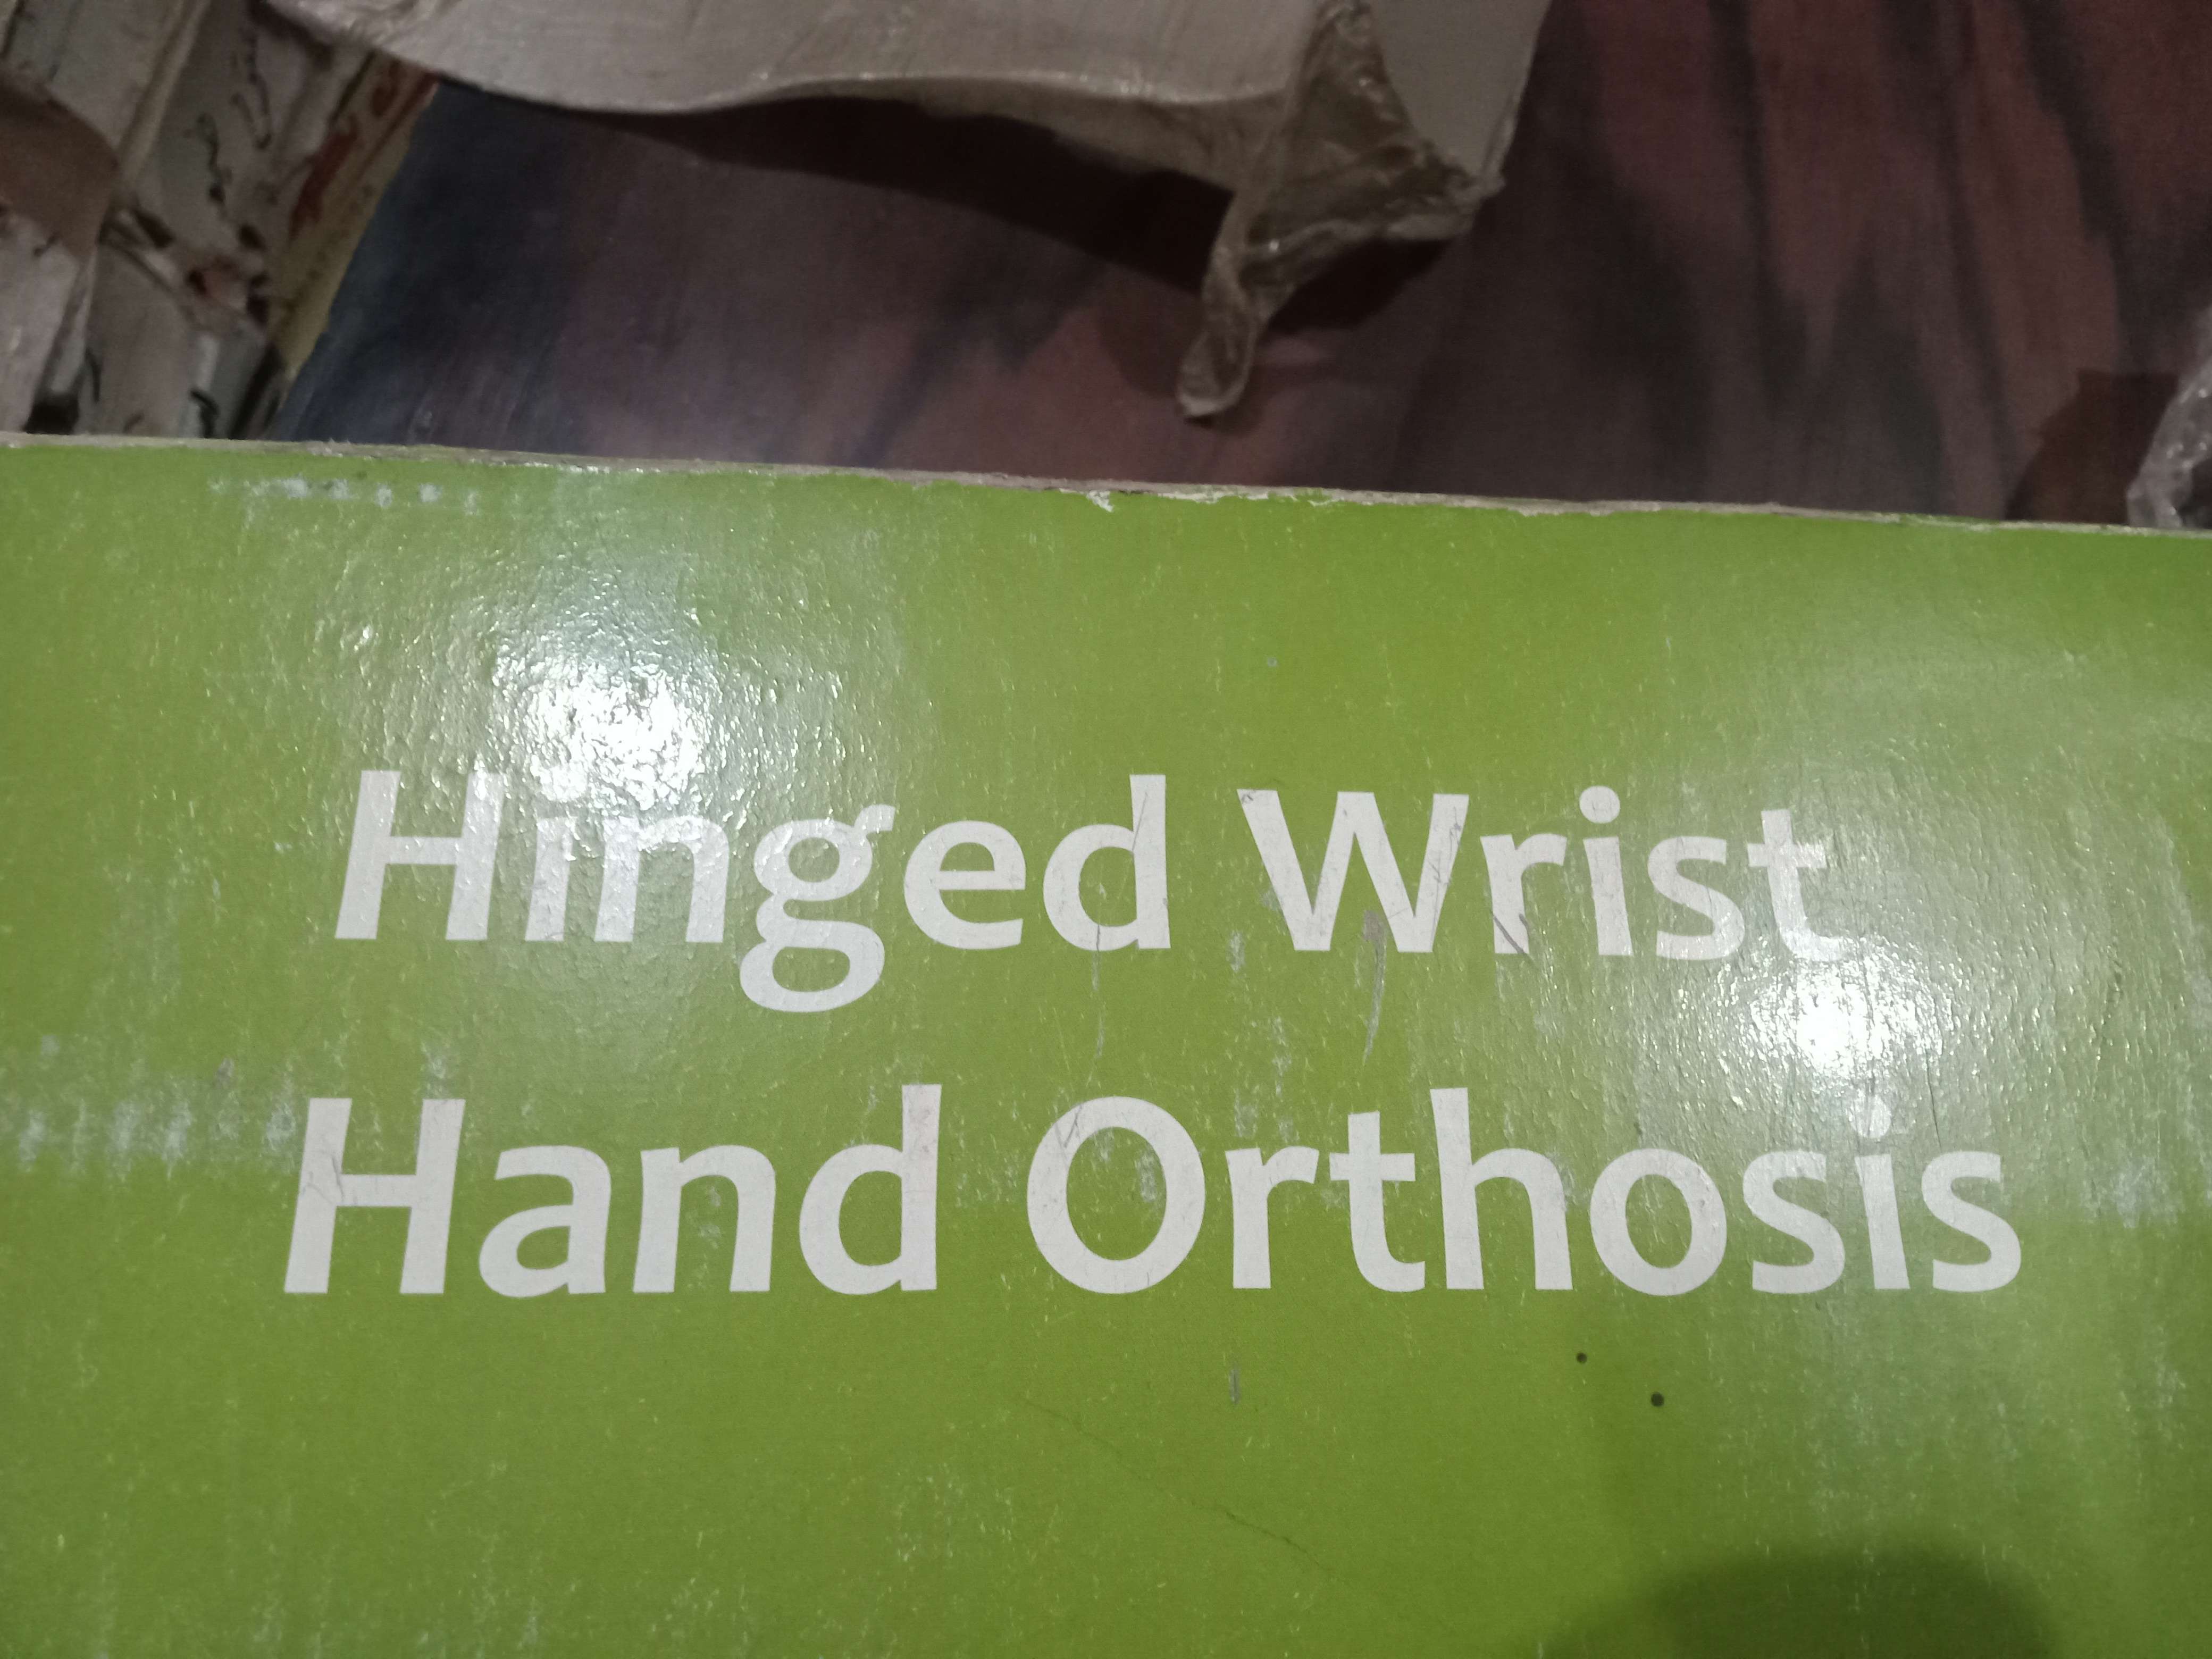 Hinged Wrist
Hand Orthosis